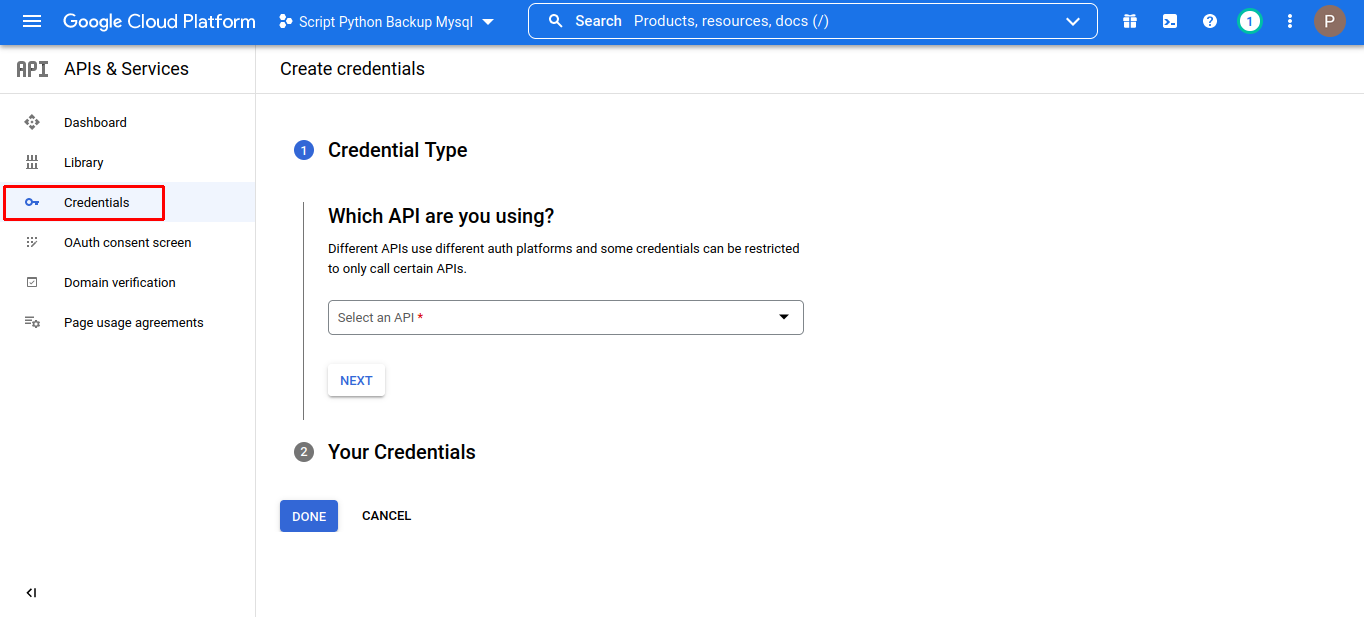 Google Cloud Platform
Script Python Backup Mysql
Search Products, resources, docs (/)
1
P
API APIs & Services
Create credentials
Dashboard
Library
Credentials
OAuth consent screen
Domain verification
Page usage agreements
1 Credential Type
Which API are you using?
Different APIs use different auth platforms and some credentials can be restricted
to only call certain APIs.
Select an API *
NEXT
2 Your Credentials
DONE CANCEL